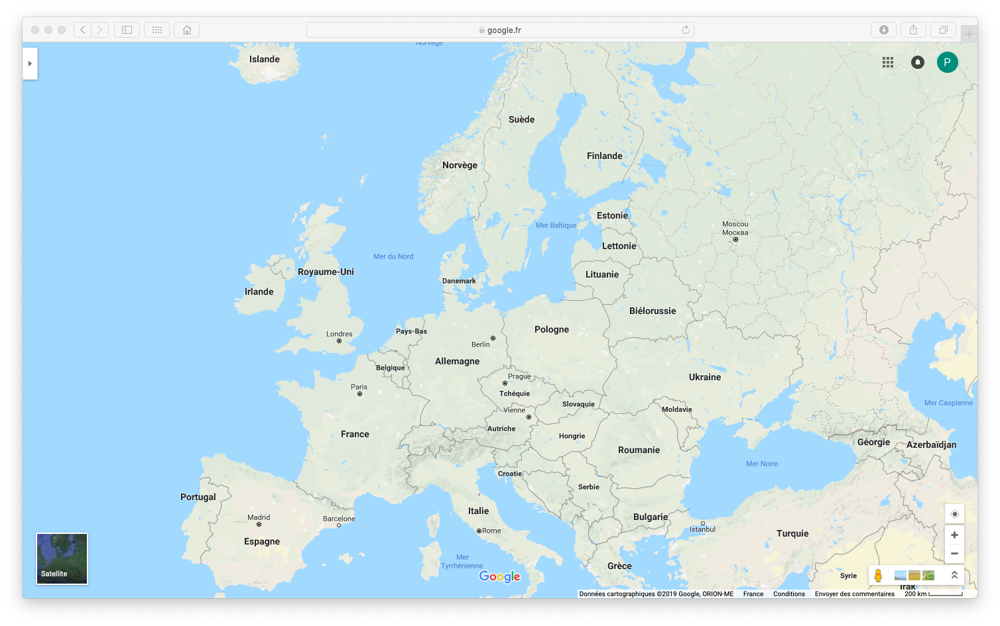 google.fr
Norvège
Islande
P
Suède
Finlande
Norvège
Estonie
Mer Baltique
Moscou
Москва
Lettonie
Mer du Nord
Royaume-Uni
Lituanie
Danemark
Irlande
Biélorussie
Pays-Bas
Pologne
Londres
Berlin
Allemagne
Belgique
Prague
Ukraine
Paris
Tchéquie
Slovaquie
Mer Caspienne
Vienne
Moldavie
Autriche
France
Hongrie
Géorgie
Azerbaïdjan
Roumanie
Mer Noire
Croatie
Serbie
Portugal
Italie
Madrid
Barcelone
Bulgarie
Rome
Istanbul
Turquie
Espagne
Mer
Tyrrhénienne
Grèce
Satellite
Google
Syrie
Irak
Données cartographiques ©2019 Google, ORION-ME France Conditions Envoyer des commentaires 200 km